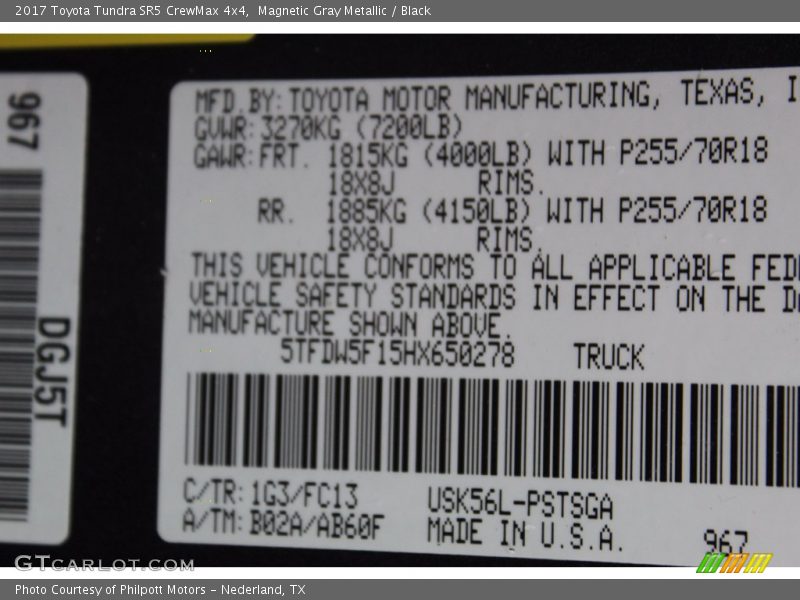 2017 Toyota Tundra SR5 CrewMax 4x4,  Magnetic Gray Metallic / Black
967
DGJ5T
MFD.BY:TOYOTA MOTOR MANUFACTURING, TEXAS, I
GVWR:3270KG (7200LB)
GAWR:FRT. 1815KG (4000LB) WITH P255/70R18
18X8J RIMS.
RR. 1885KG (4150LB) WITH P255/70R18
18X8J RIMS.
THIS VEHICLE CONFORMS TO ALL APPLICABLE FEDE
VEHICLE SAFETY STANDARDS IN EFFECT ON THE DA
MANUFACTURE SHOWN ABOVE.
5TFDW5F15HX650278 TRUCK
C/TR:1G3/FC13 USK56L-PSTSGA
A/TM:B02A/AB60F MADE IN U.S.A. 967
GTCARLOT.COM
Photo Courtesy of Philpott Motors - Nederland, TX